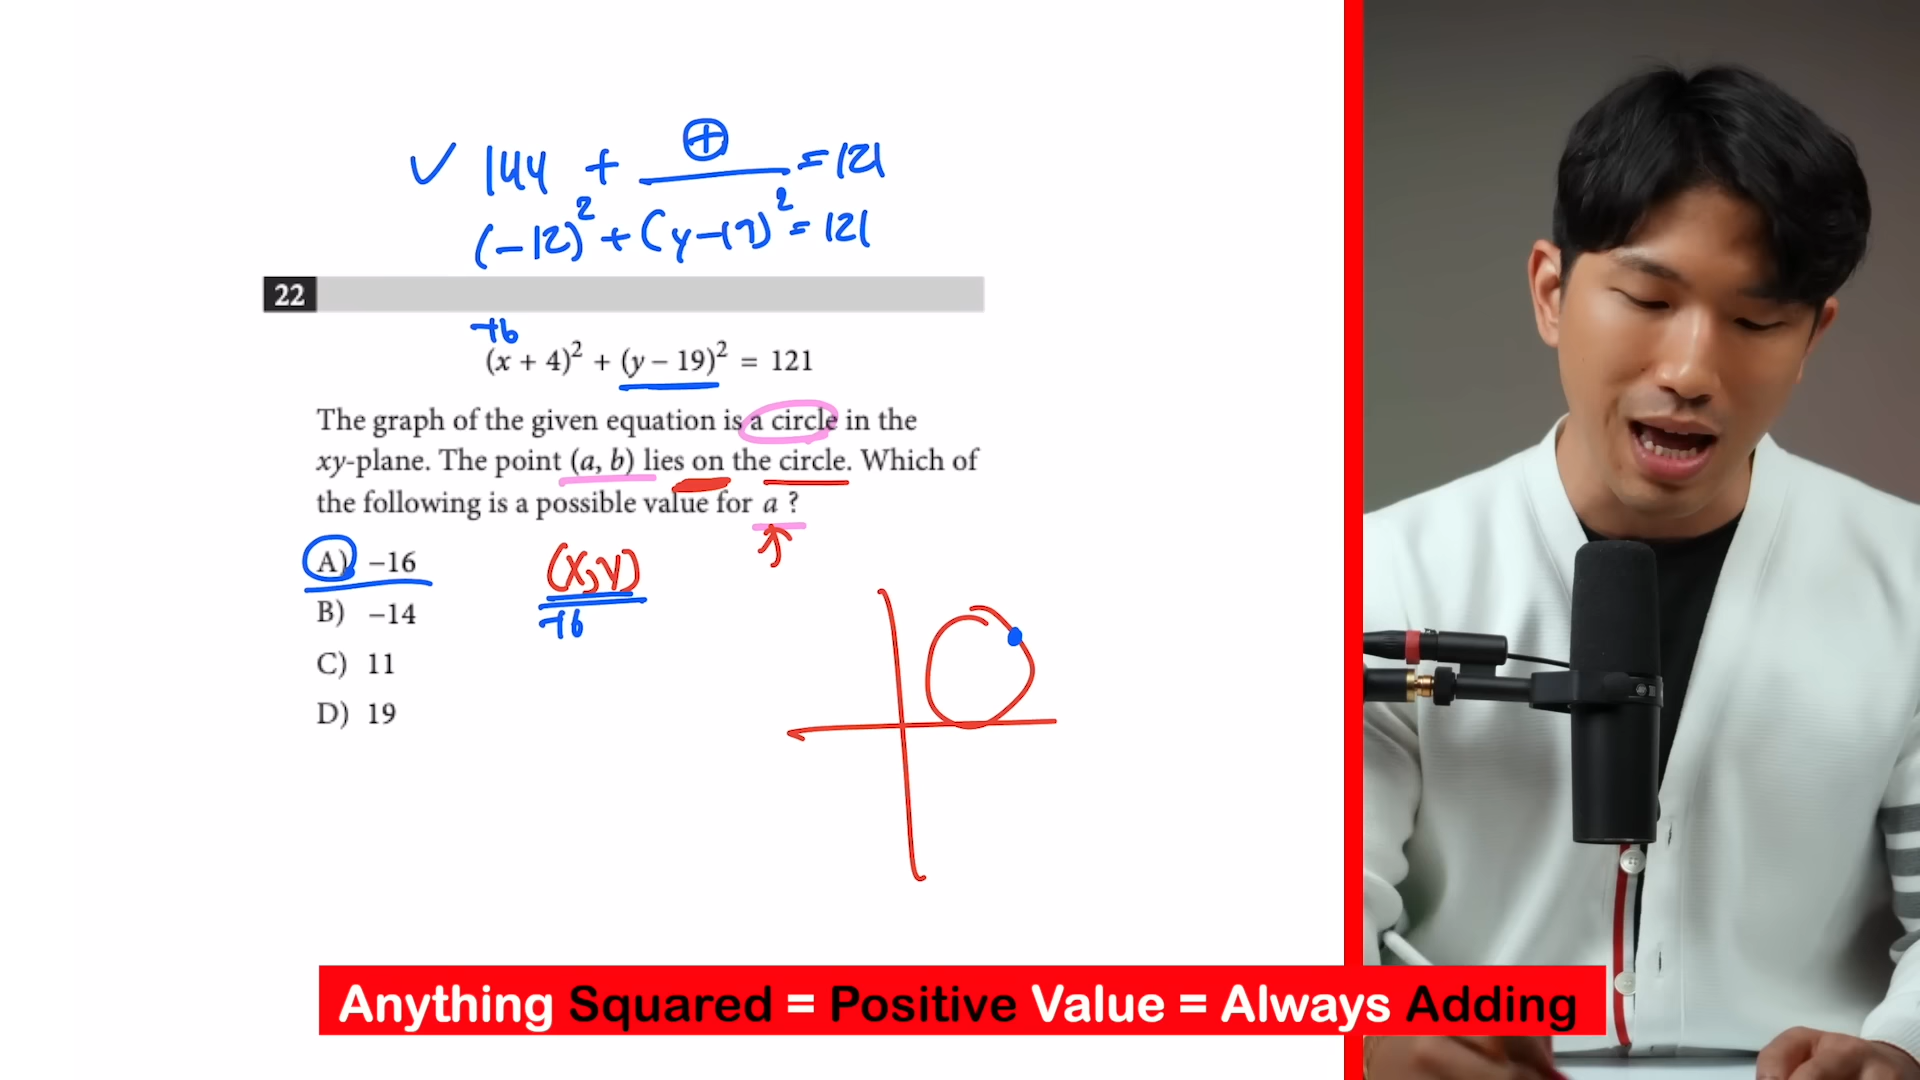 ✓ 144 + ⊕ = 121
(-12)² + (y-19)² = 121
22
-16
(x + 4)² + (y − 19)² = 121
The graph of the given equation is a circle in the
xy-plane. The point (a, b) lies on the circle. Which of
the following is a possible value for a ?
A) −16
(x,y)
-16
B) −14
C) 11
D) 19
Anything Squared = Positive Value = Always Adding